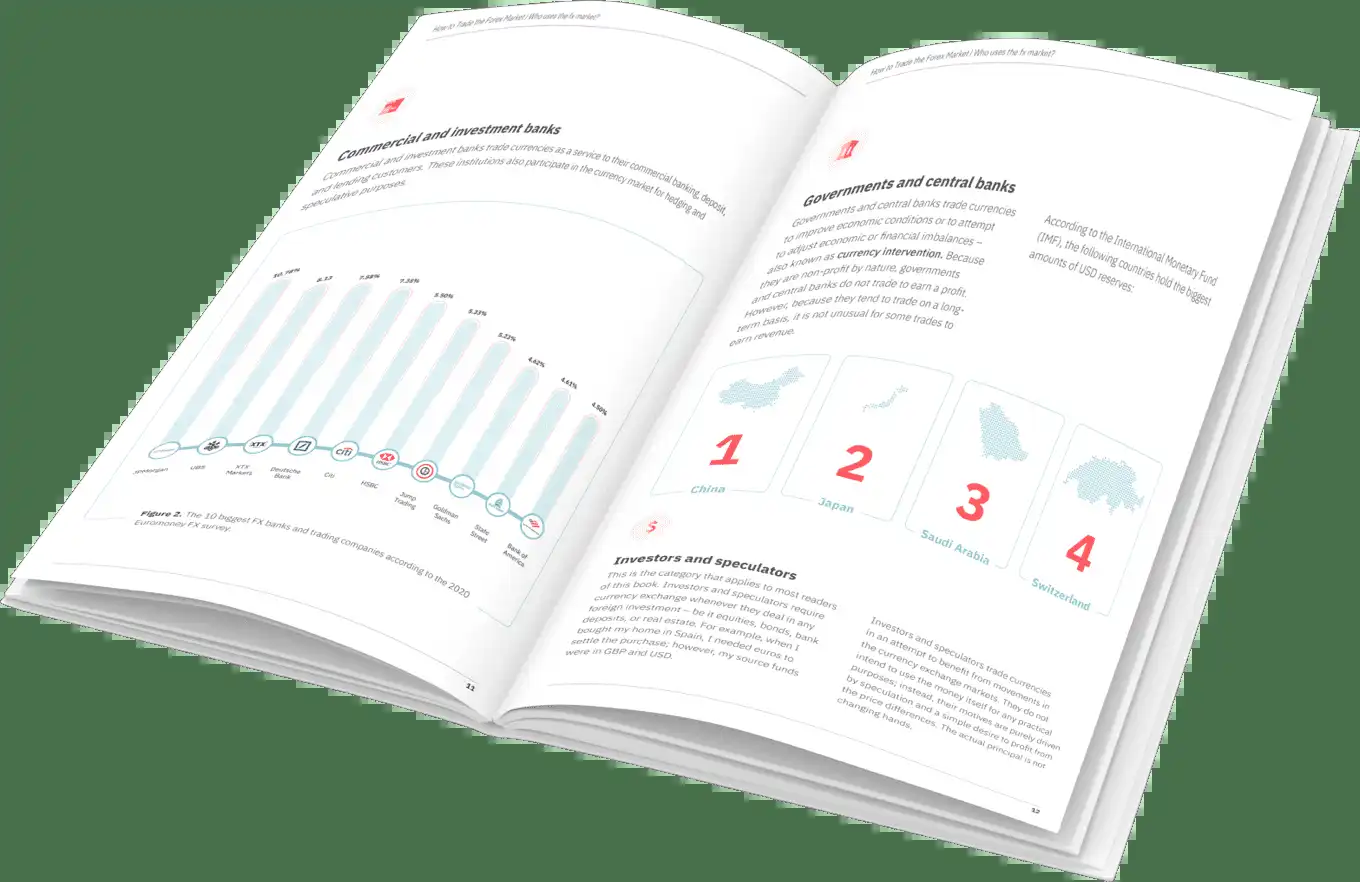 How to Trade the Forex Market | Who uses the fx market?
Commercial and investment banks
Commercial and investment banks trade currencies as a service to their commercial banking, deposit,
and lending customers. These institutions also participate in the currency market for hedging and
speculative purposes.
10.78%
8.13
7.58%
7.38%
5.50%
5.33%
5.23%
4.62%
4.61%
4.50%
XTX
citi
HSBC
JPMorgan
UBS
XTX
Markets
Deutsche
Bank
Citi
HSBC
Jump
Trading
Goldman
Sachs
State
Street
Bank of
America
Figure 2. The 10 biggest FX banks and trading companies according to the 2020
Euromoney FX survey.
11
How to Trade the Forex Market | Who uses the fx market?
Governments and central banks
Governments and central banks trade currencies
to improve economic conditions or to attempt
to adjust economic or financial imbalances –
also known as currency intervention. Because
they are non-profit by nature, governments
and central banks do not trade to earn a profit.
However, because they tend to trade on a long-
term basis, it is not unusual for some trades to
earn revenue.
According to the International Monetary Fund
(IMF), the following countries hold the biggest
amounts of USD reserves:
1
China
2
Japan
3
Saudi Arabia
4
Switzerland
$
Investors and speculators
This is the category that applies to most readers
of this book. Investors and speculators require
currency exchange whenever they deal in any
foreign investment – be it equities, bonds, bank
deposits, or real estate. For example, when I
bought my home in Spain, I needed euros to
settle the purchase; however, my source funds
were in GBP and USD.
Investors and speculators trade currencies
in an attempt to benefit from movements in
the currency exchange markets. They do not
intend to use the money itself for any practical
purposes; instead, their motives are purely driven
by speculation and a simple desire to profit from
the price differences. The actual principal is not
changing hands.
12